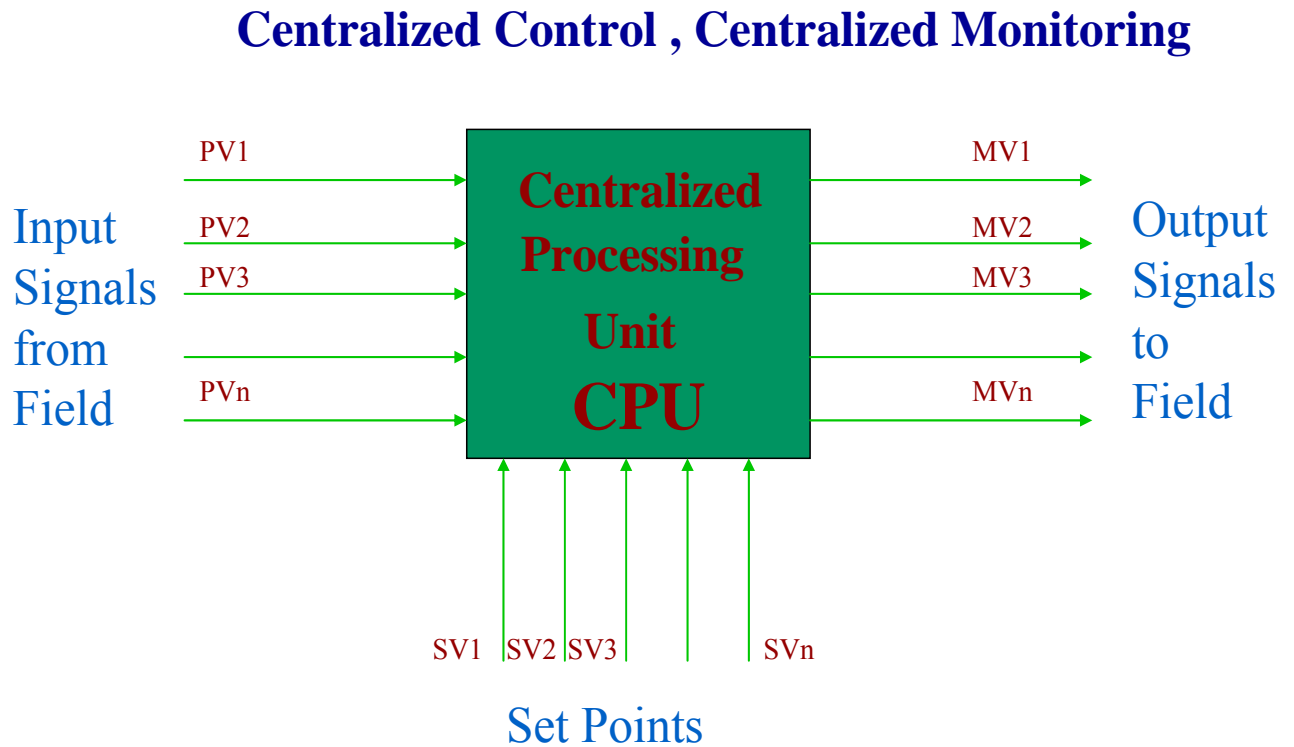 Centralized Control , Centralized Monitoring
PV1
PV2
PV3
PVn
Input
Signals
from
Field
Centralized
Processing
Unit
CPU
MV1
MV2
MV3
MVn
Output
Signals
to
Field
SV1 SV2 SV3 SVn
Set Points